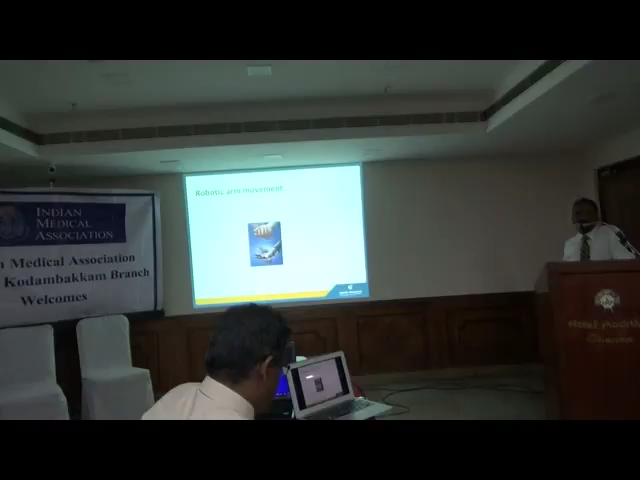 INDIAN
MEDICAL
ASSOCIATION
n Medical Association
Kodambakkam Branch
Welcomes
Robotic arm movement